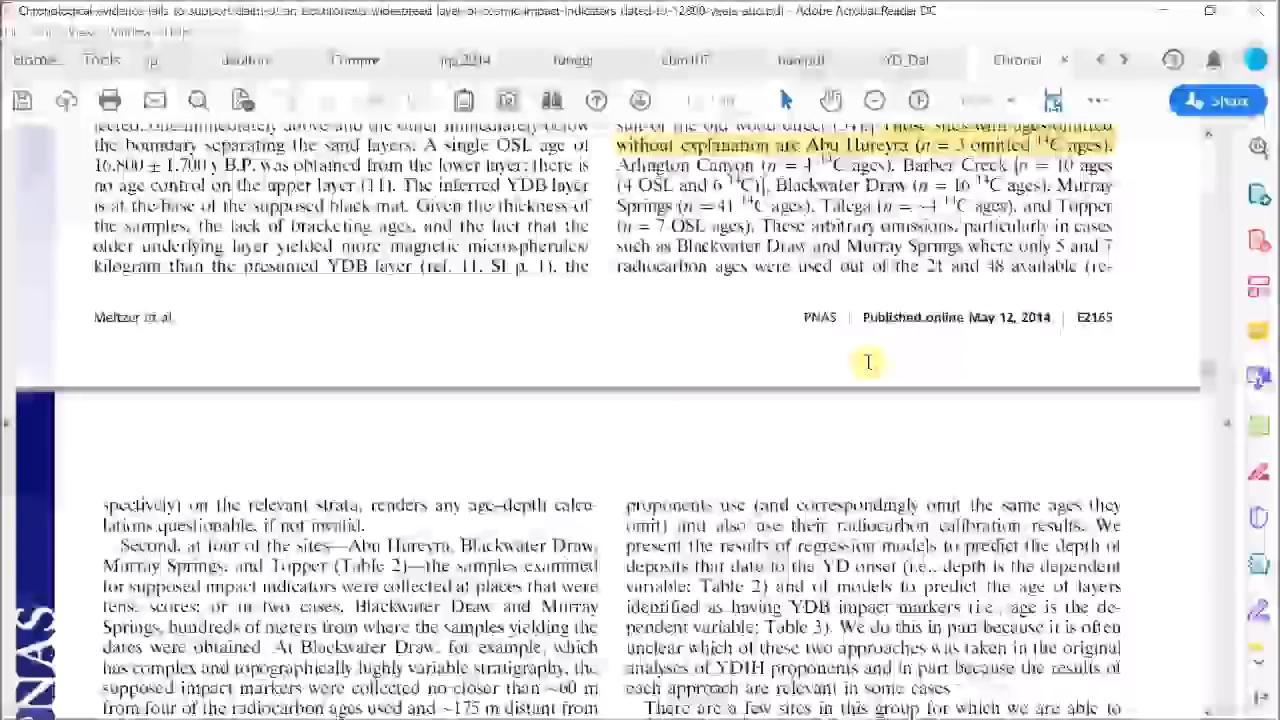 Chronological evidence fails to support claim of an isochronous widespread layer of cosmic impact indicators dated to 12,800 years ago.pdf - Adobe Acrobat Reader DC
View Window Help
Home Tools Compre YD_Dat Chronol
Share
the boundary separating the sand layers. A single OSL age of
16,800 ± 1,700 y B.P. was obtained from the lower layer; there is
no age control on the upper layer (11). The inferred YDB layer
is at the base of the supposed black mat. Given the thickness of
the samples, the lack of bracketing ages, and the fact that the
older underlying layer yielded more magnetic microspherules/
kilogram than the presumed YDB layer (ref. 11, SI p. 1), the
Those sites with ages omitted
without explanation are Abu Hureyra (n = 3 omitted ¹⁴C ages),
Arlington Canyon (n = 4 ¹⁴C ages), Barber Creek [n = 10 ages
(4 OSL and 6 ¹⁴C)], Blackwater Draw (n = 16 ¹⁴C ages), Murray
Springs (n = 41 ¹⁴C ages), Talega (n = ~4 ¹⁴C ages), and Topper
(n = 7 OSL ages). These arbitrary omissions, particularly in cases
such as Blackwater Draw and Murray Springs where only 5 and 7
radiocarbon ages were used out of the 21 and 48 available (re-
Meltzer et al.
PNAS | Published online May 12, 2014 | E2165
spectively) on the relevant strata, renders any age–depth calcu-
lations questionable, if not invalid.
Second, at four of the sites—Abu Hureyra, Blackwater Draw,
Murray Springs, and Topper (Table 2)—the samples examined
for supposed impact indicators were collected at places that were
tens, scores, or in two cases, Blackwater Draw and Murray
Springs, hundreds of meters from where the samples yielding the
dates were obtained. At Blackwater Draw, for example, which
has complex and topographically highly variable stratigraphy, the
supposed impact markers were collected no closer than ~60 m
from four of the radiocarbon ages used and ~175 m distant from
proponents use (and correspondingly omit the same ages they
omit) and also use their radiocarbon calibration results. We
present the results of regression models to predict the depth of
deposits that date to the YD onset (i.e., depth is the dependent
variable; Table 2) and of models to predict the age of layers
identified as having YDB impact markers (i.e., age is the de-
pendent variable; Table 3). We do this in part because it is often
unclear which of these two approaches was taken in the original
analyses of YDIH proponents and in part because the results of
each approach are relevant in some cases.
There are a few sites in this group for which we are able to
PNAS